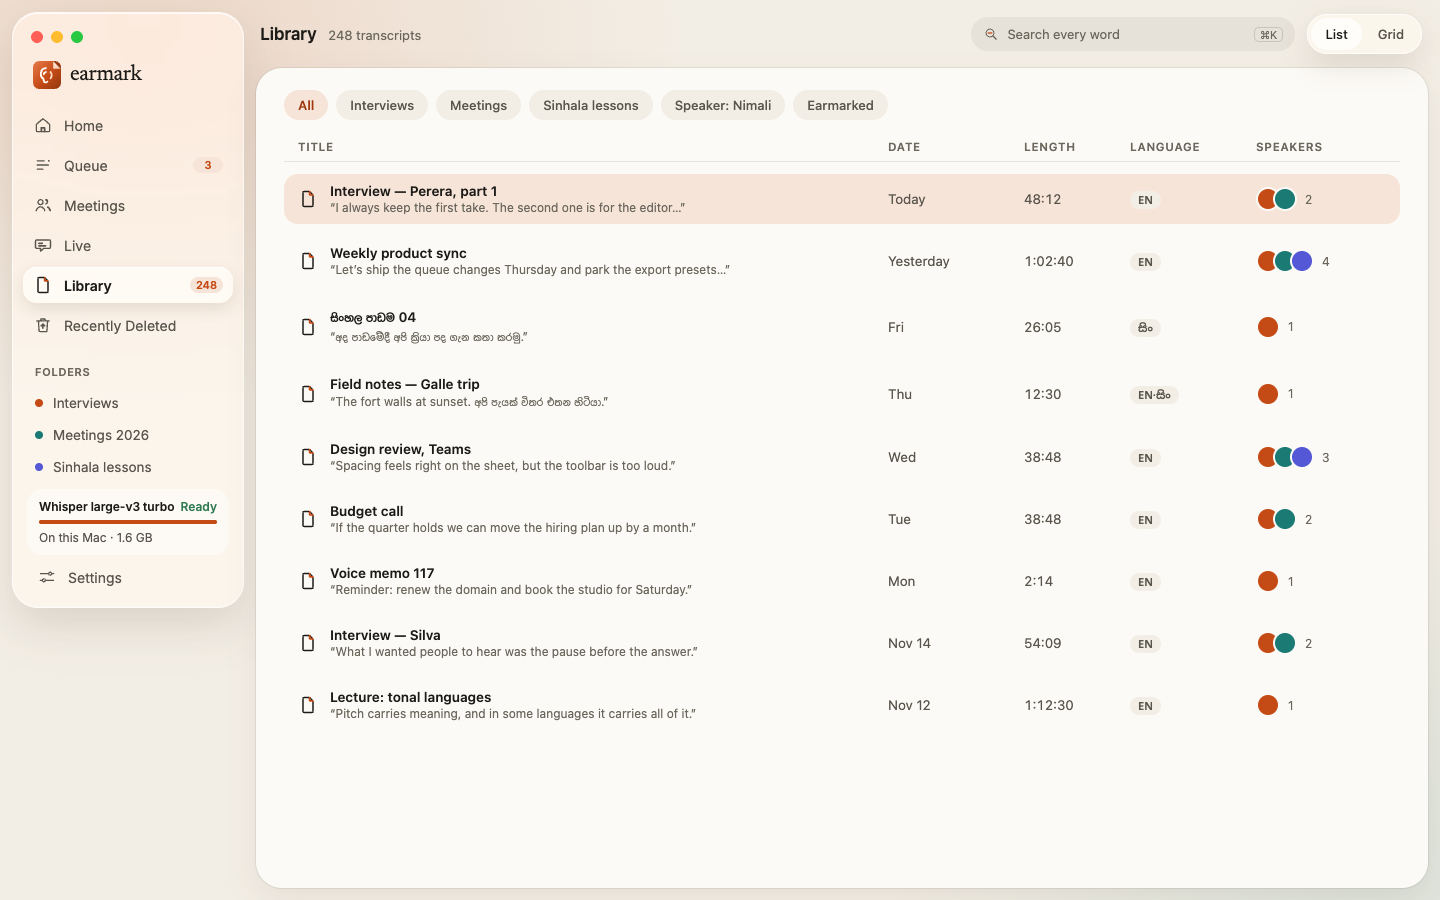 earmark
Home
Queue 3
Meetings
Live
Library 248
Recently Deleted
FOLDERS
Interviews
Meetings 2026
Sinhala lessons
Whisper large-v3 turbo Ready
On this Mac · 1.6 GB
Settings
Library 248 transcripts
Search every word ⌘K
List Grid
All Interviews Meetings Sinhala lessons Speaker: Nimali Earmarked
TITLE DATE LENGTH LANGUAGE SPEAKERS
Interview — Perera, part 1
“I always keep the first take. The second one is for the editor…”
Today 48:12 EN 2
Weekly product sync
“Let’s ship the queue changes Thursday and park the export presets…”
Yesterday 1:02:40 EN 4
සිංහල පාඩම 04
“අද පාඩමේදී අපි ක්‍රියා පද ගැන කතා කරමු.”
Fri 26:05 සිං 1
Field notes — Galle trip
“The fort walls at sunset. අපි පැයක් විතර එතන හිටියා.”
Thu 12:30 EN·සිං 1
Design review, Teams
“Spacing feels right on the sheet, but the toolbar is too loud.”
Wed 38:48 EN 3
Budget call
“If the quarter holds we can move the hiring plan up by a month.”
Tue 38:48 EN 2
Voice memo 117
“Reminder: renew the domain and book the studio for Saturday.”
Mon 2:14 EN 1
Interview — Silva
“What I wanted people to hear was the pause before the answer.”
Nov 14 54:09 EN 2
Lecture: tonal languages
“Pitch carries meaning, and in some languages it carries all of it.”
Nov 12 1:12:30 EN 1